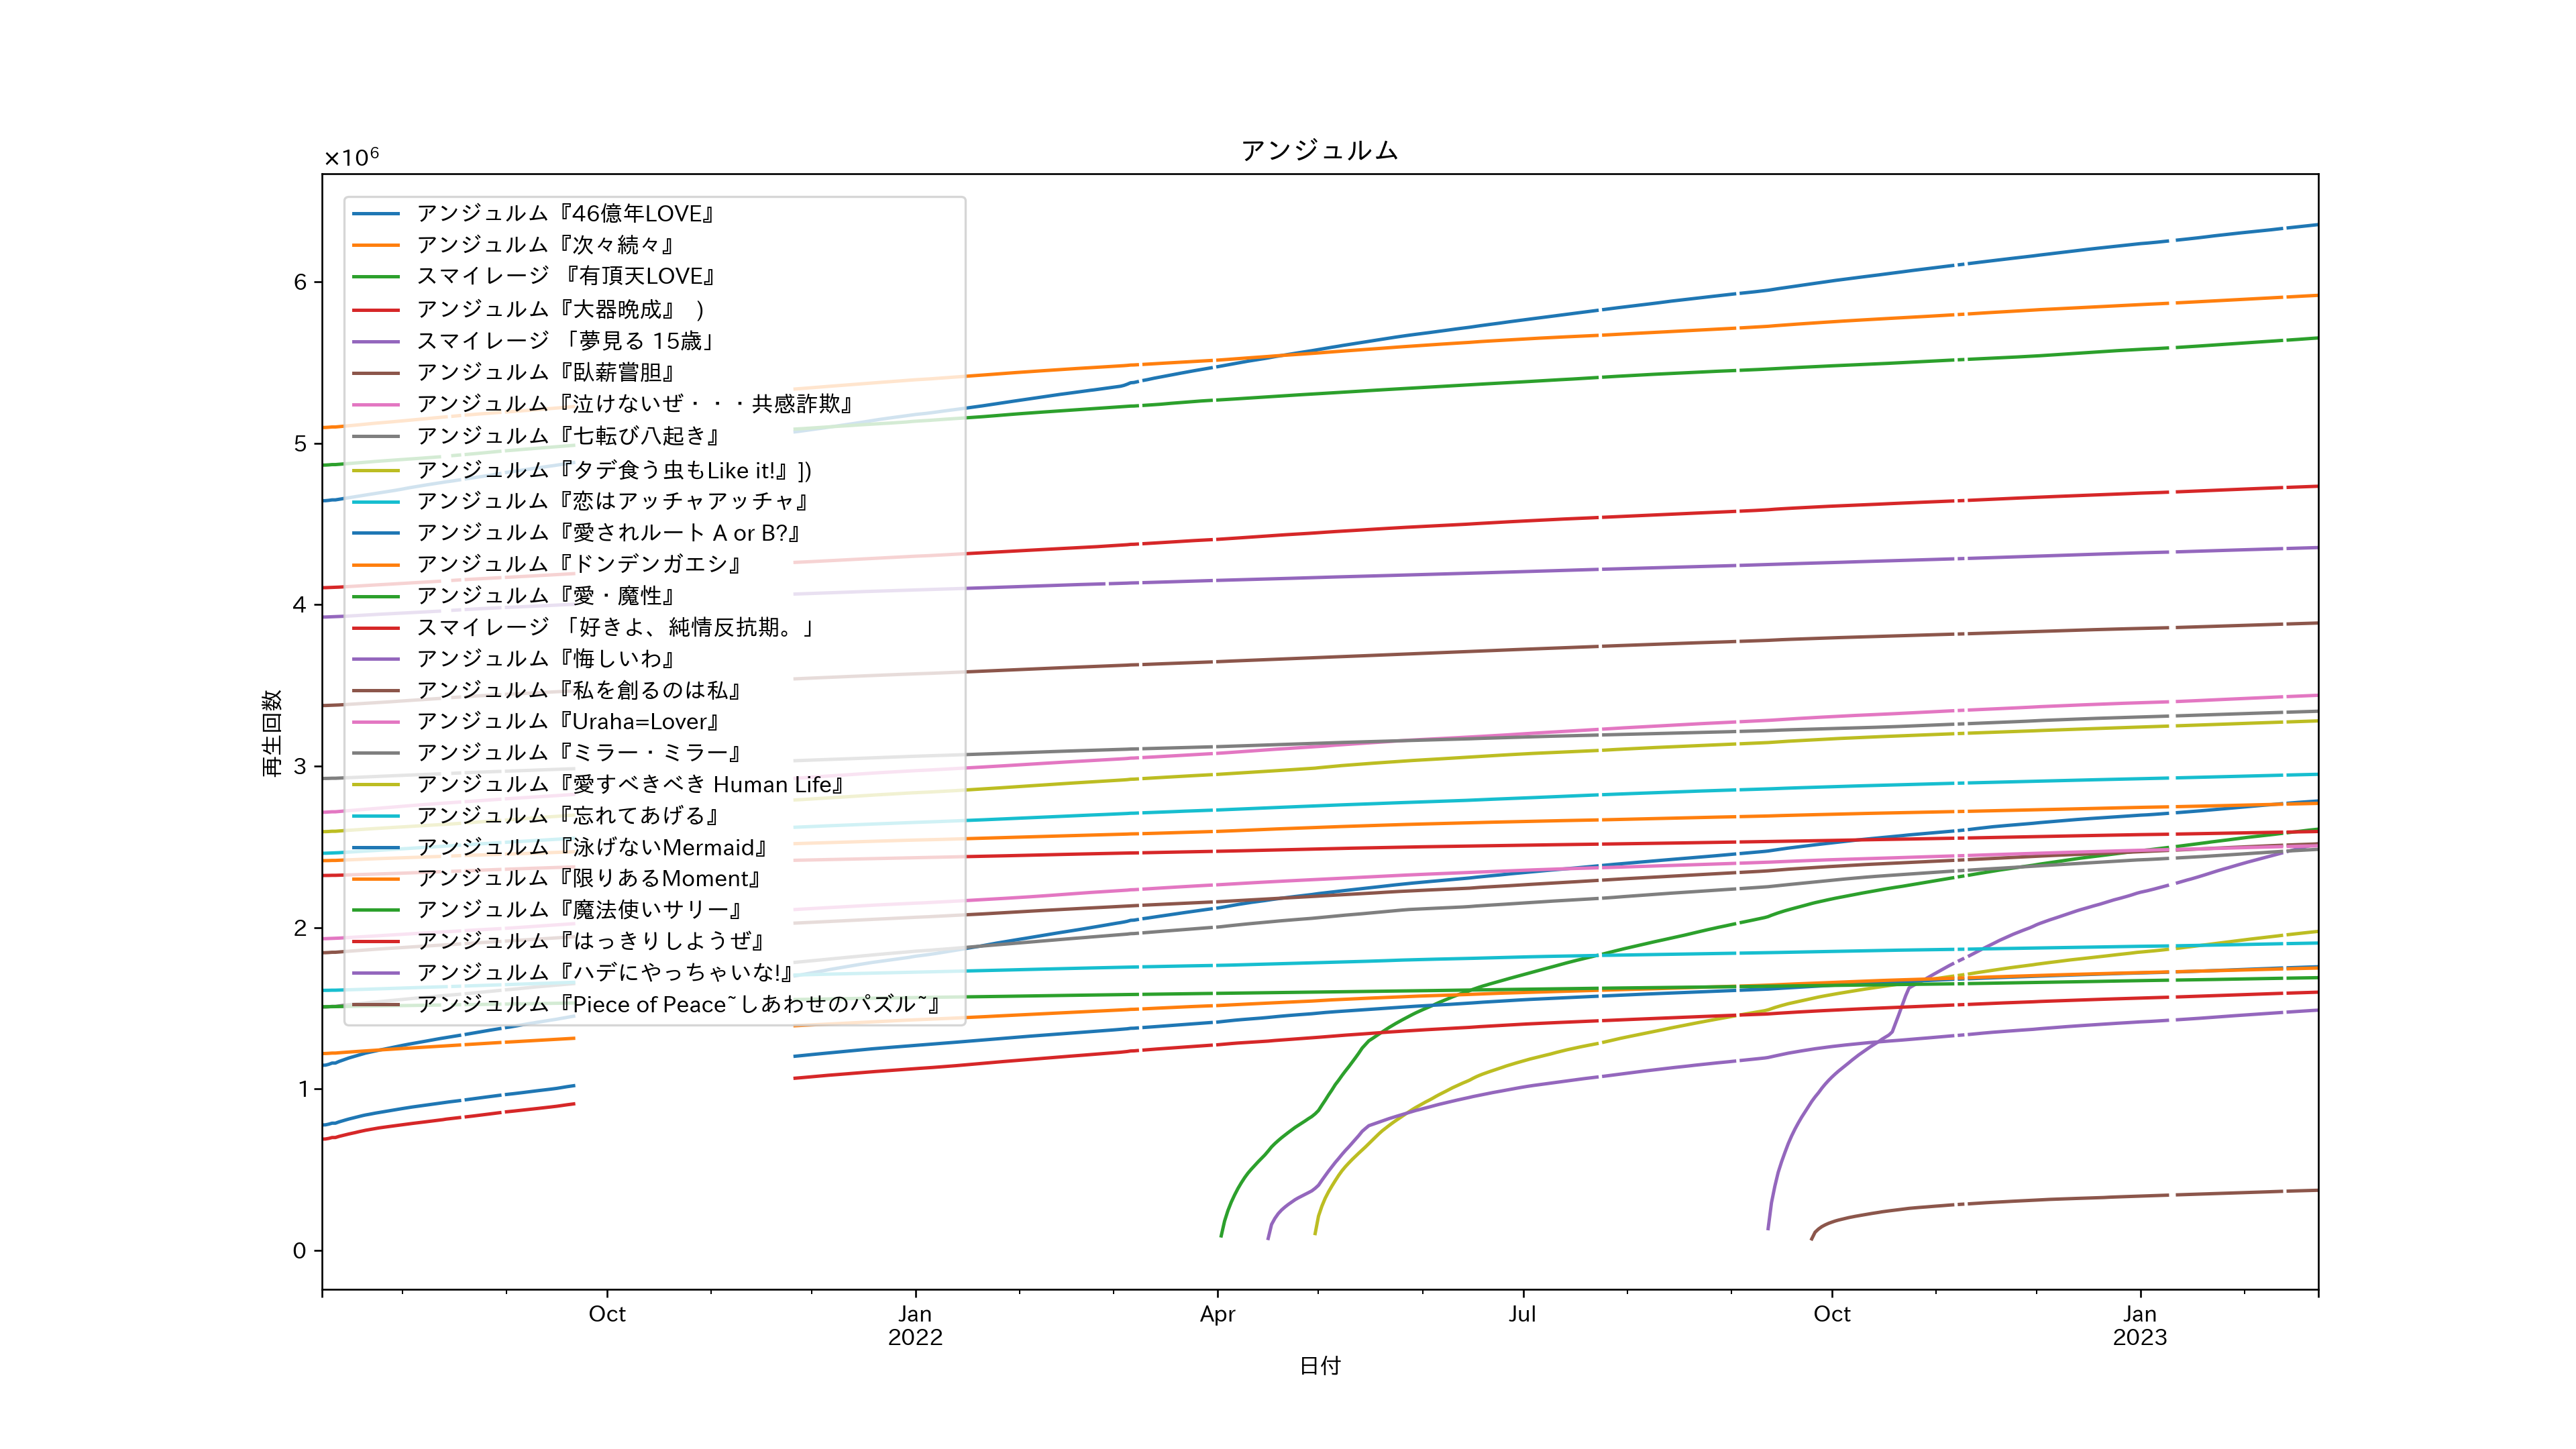 アンジュルム
×10⁶
アンジュルム『46億年LOVE』
アンジュルム『次々続々』
スマイレージ 『有頂天LOVE』
アンジュルム『大器晩成』 )
スマイレージ 「夢見る 15歳」
アンジュルム『臥薪嘗胆』
アンジュルム『泣けないぜ・・・共感詐欺』
アンジュルム『七転び八起き』
アンジュルム『タデ食う虫もLike it!』])
アンジュルム『恋はアッチャアッチャ』
アンジュルム『愛されルート A or B?』
アンジュルム『ドンデンガエシ』
アンジュルム『愛・魔性』
スマイレージ 「好きよ、純情反抗期。」
アンジュルム『悔しいわ』
アンジュルム『私を創るのは私』
アンジュルム『Uraha=Lover』
アンジュルム『ミラー・ミラー』
アンジュルム『愛すべきべき Human Life』
アンジュルム『忘れてあげる』
アンジュルム『泳げないMermaid』
アンジュルム『限りあるMoment』
アンジュルム『魔法使いサリー』
アンジュルム『はっきりしようぜ』
アンジュルム『ハデにやっちゃいな!』
アンジュルム『Piece of Peace~しあわせのパズル~』
6
5
4
3
2
1
0
再生回数
Oct Jan Apr Jul Oct Jan
2022 2023
日付